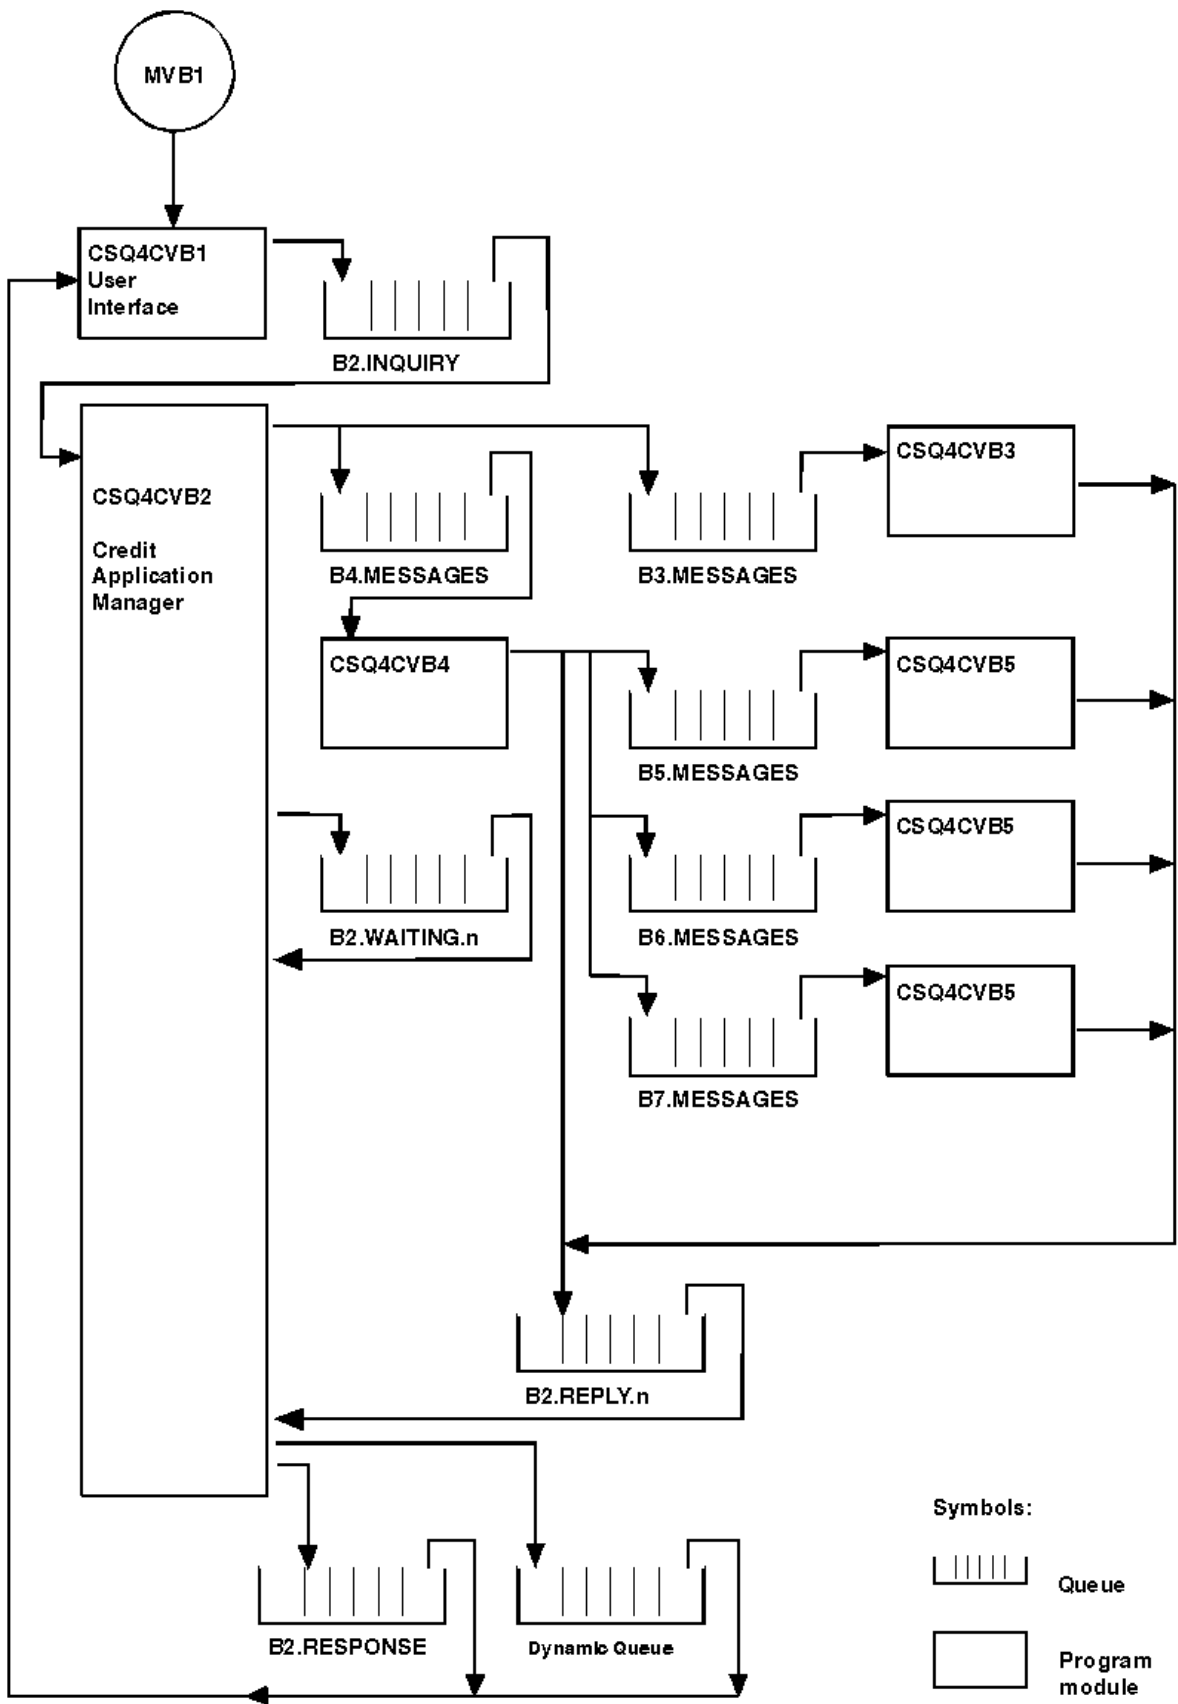 MVB1
CSQ4CVB1
User
Interface
B2.INQUIRY
CSQ4CVB2
Credit
Application
Manager
B4.MESSAGES
B3.MESSAGES
CSQ4CVB3
CSQ4CVB4
B5.MESSAGES
CSQ4CVB5
B2.WAITING.n
B6.MESSAGES
CSQ4CVB5
B7.MESSAGES
CSQ4CVB5
B2.REPLY.n
B2.RESPONSE
Dynamic Queue
Symbols:
Queue
Program
module